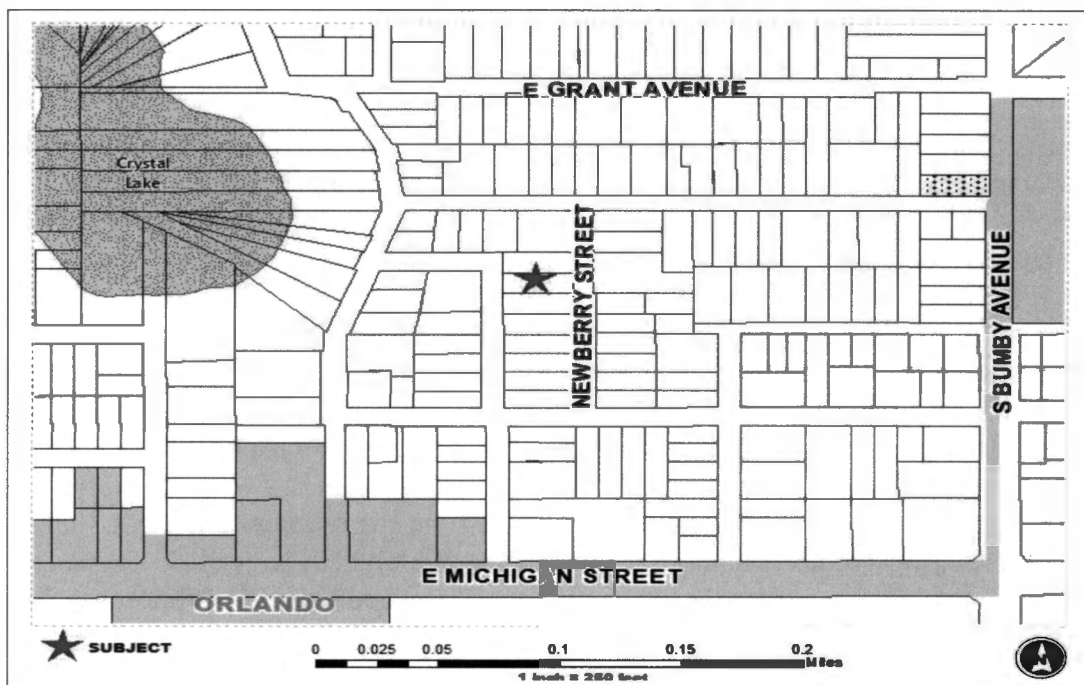 E GRANT AVENUE
Crystal
Lake
NEWBERRY STREET
S BUMBY AVENUE
E MICHIGAN STREET
ORLANDO
SUBJECT
0 0.025 0.05 0.1 0.15 0.2
Miles
1 inch = 250 feet